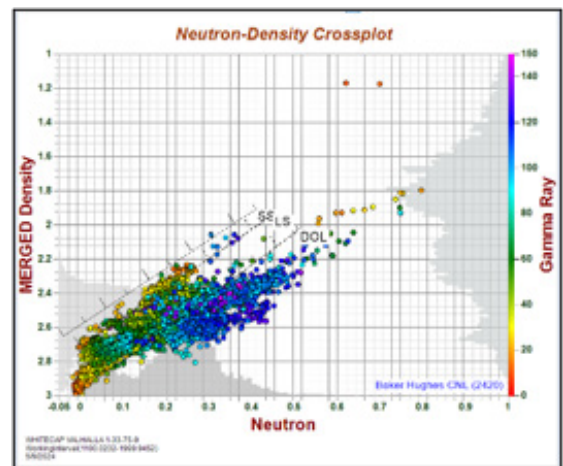 Neutron-Density Crossplot
MERGED Density
1
1.2
1.4
1.6
1.8
2
2.2
2.4
2.6
2.8
3
-0.05 0 0.1 0.2 0.3 0.4 0.5 0.6 0.7 0.8 0.9 1
Neutron
SS
LS
DOL
Baker Hughes CNL (2420)
150
140
120
100
80
60
40
20
0
Gamma Ray
WHITECAP VALHALLA